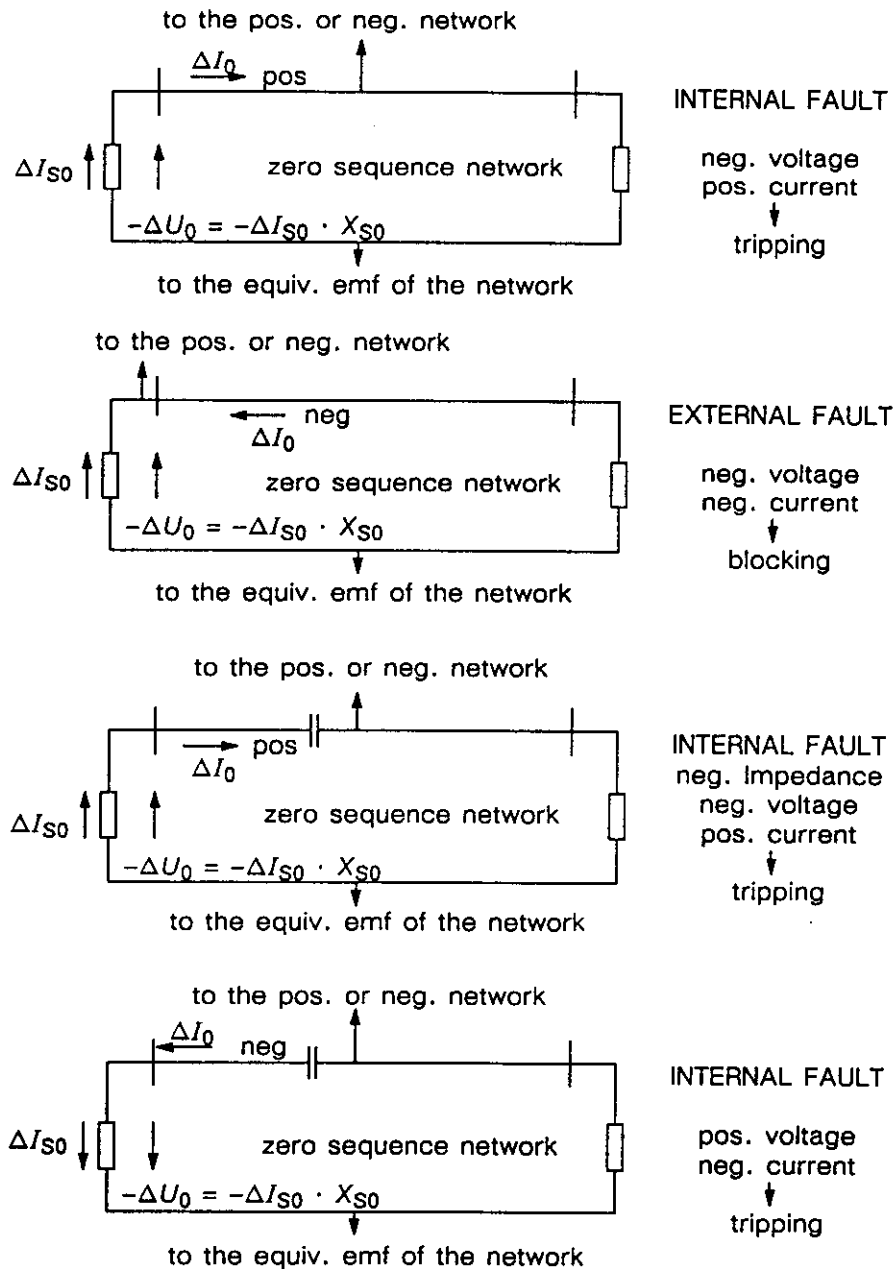 to the pos. or neg. network
ΔI₀
pos
INTERNAL FAULT
ΔIS0
zero sequence network
neg. voltage
pos. current
−ΔU₀ = −ΔIS0 · XS0
tripping
to the equiv. emf of the network
to the pos. or neg. network
neg
ΔI₀
EXTERNAL FAULT
ΔIS0
zero sequence network
neg. voltage
neg. current
−ΔU₀ = −ΔIS0 · XS0
blocking
to the equiv. emf of the network
to the pos. or neg. network
pos
ΔI₀
INTERNAL FAULT
neg. Impedance
neg. voltage
pos. current
ΔIS0
zero sequence network
−ΔU₀ = −ΔIS0 · XS0
tripping
to the equiv. emf of the network
to the pos. or neg. network
ΔI₀
neg
INTERNAL FAULT
ΔIS0
zero sequence network
pos. voltage
neg. current
−ΔU₀ = −ΔIS0 · XS0
tripping
to the equiv. emf of the network